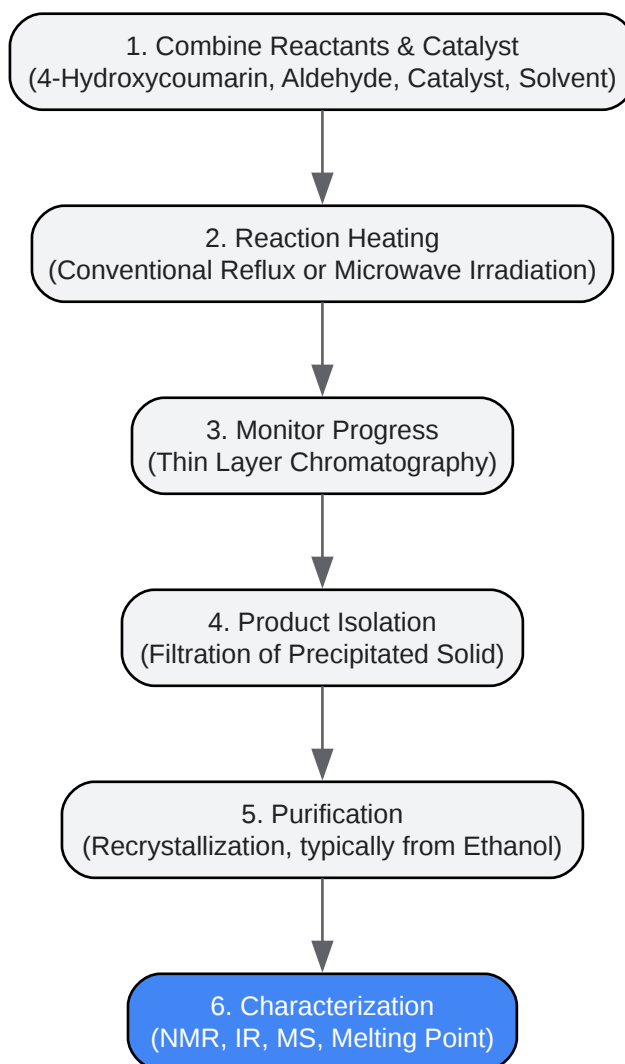 1. Combine Reactants & Catalyst
(4-Hydroxycoumarin, Aldehyde, Catalyst, Solvent)
2. Reaction Heating
(Conventional Reflux or Microwave Irradiation)
3. Monitor Progress
(Thin Layer Chromatography)
4. Product Isolation
(Filtration of Precipitated Solid)
5. Purification
(Recrystallization, typically from Ethanol)
6. Characterization
(NMR, IR, MS, Melting Point)